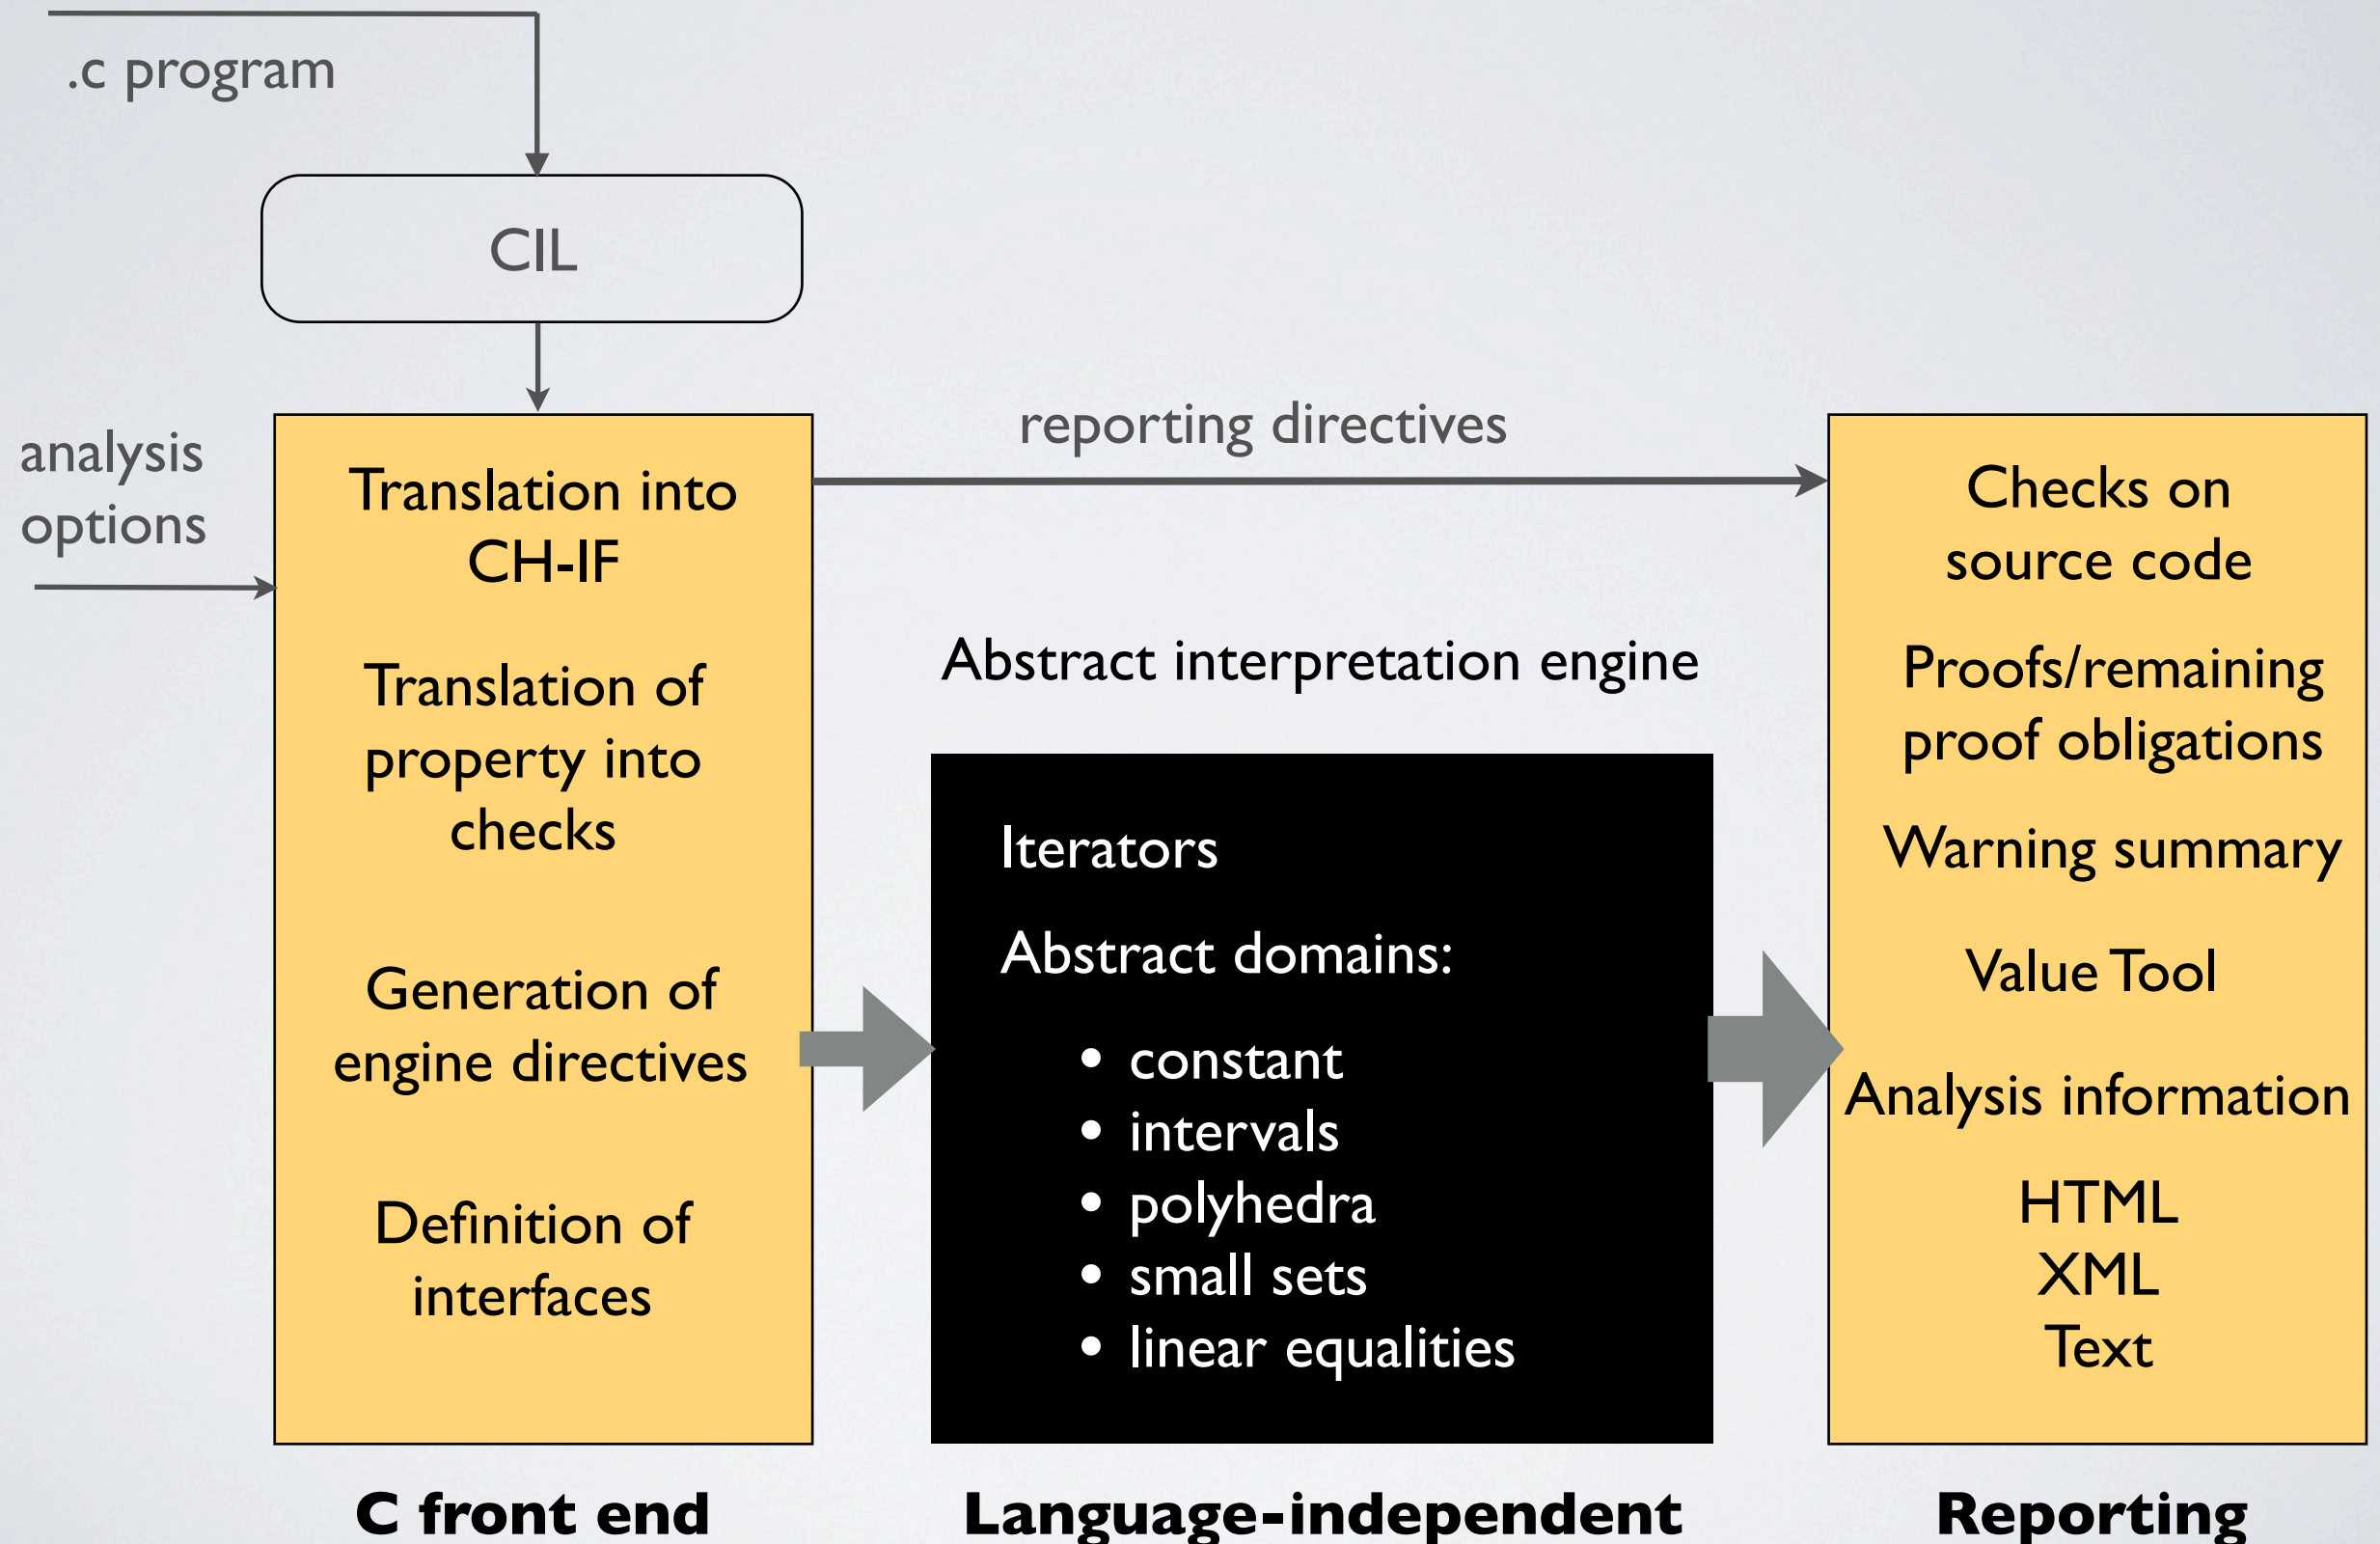 .c program
CIL
analysis
options
Translation into
CH-IF
Translation of
property into
checks
Generation of
engine directives
Definition of
interfaces
C front end
reporting directives
Abstract interpretation engine
Iterators
Abstract domains:
• constant
• intervals
• polyhedra
• small sets
• linear equalities
Language-independent
Checks on
source code
Proofs/remaining
proof obligations
Warning summary
Value Tool
Analysis information
HTML
XML
Text
Reporting